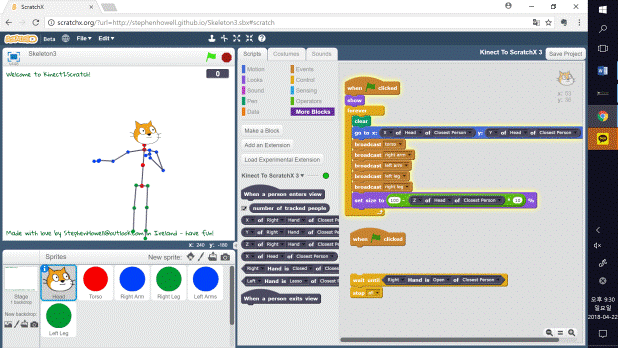 ScratchX
scratchx.org/?url=http://stephenhowell.github.io/Skeleton3.sbx#scratch
File Edit
Skeleton3
Welcome to Kinect2Scratch!
0
Made with love by StephenHowell@outlook.com in Ireland - have fun!
X: 240 y: -180
Sprites
New sprite:
Stage
1 backdrop
New backdrop:
Head
Torso
Right Arm
Right Leg
Left Arms
Left Leg
Scripts
Costumes
Sounds
Motion
Looks
Sound
Pen
Data
Events
Control
Sensing
Operators
More Blocks
Make a Block
Add an Extension
Load Experimental Extension
Kinect To ScratchX 3
When a person enters view
number of tracked people
X of Right Hand of Closest
Y of Right Hand of Closest
Z of Right Hand of Closest
X of Head of Closest Person
Right Hand is Closed of Closest
Left Hand is Lasso of Closest
When a person exits view
Kinect To ScratchX 3
Save Project
when clicked
show
forever
clear
go to x: X of Head of Closest Person y: Y of Head of Closest Person
broadcast torso
broadcast right arm
broadcast left arm
broadcast left leg
broadcast right leg
set size to 100 - Z of Head of Closest Person * 10 %
when clicked
wait until Right Hand is Open of Closest Person
stop all
오후 9:30
일요일
2018-04-22